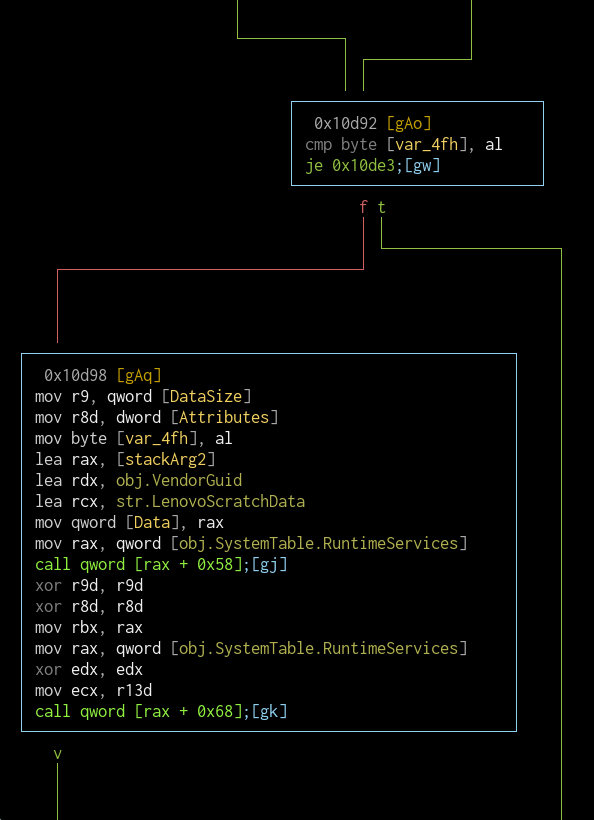 0x10d92 [gAo]
cmp byte [var_4fh], al
je 0x10de3;[gw]
f t
0x10d98 [gAq]
mov r9, qword [DataSize]
mov r8d, dword [Attributes]
mov byte [var_4fh], al
lea rax, [stackArg2]
lea rdx, obj.VendorGuid
lea rcx, str.LenovoScratchData
mov qword [Data], rax
mov rax, qword [obj.SystemTable.RuntimeServices]
call qword [rax + 0x58];[gj]
xor r9d, r9d
xor r8d, r8d
mov rbx, rax
mov rax, qword [obj.SystemTable.RuntimeServices]
xor edx, edx
mov ecx, r13d
call qword [rax + 0x68];[gk]
v